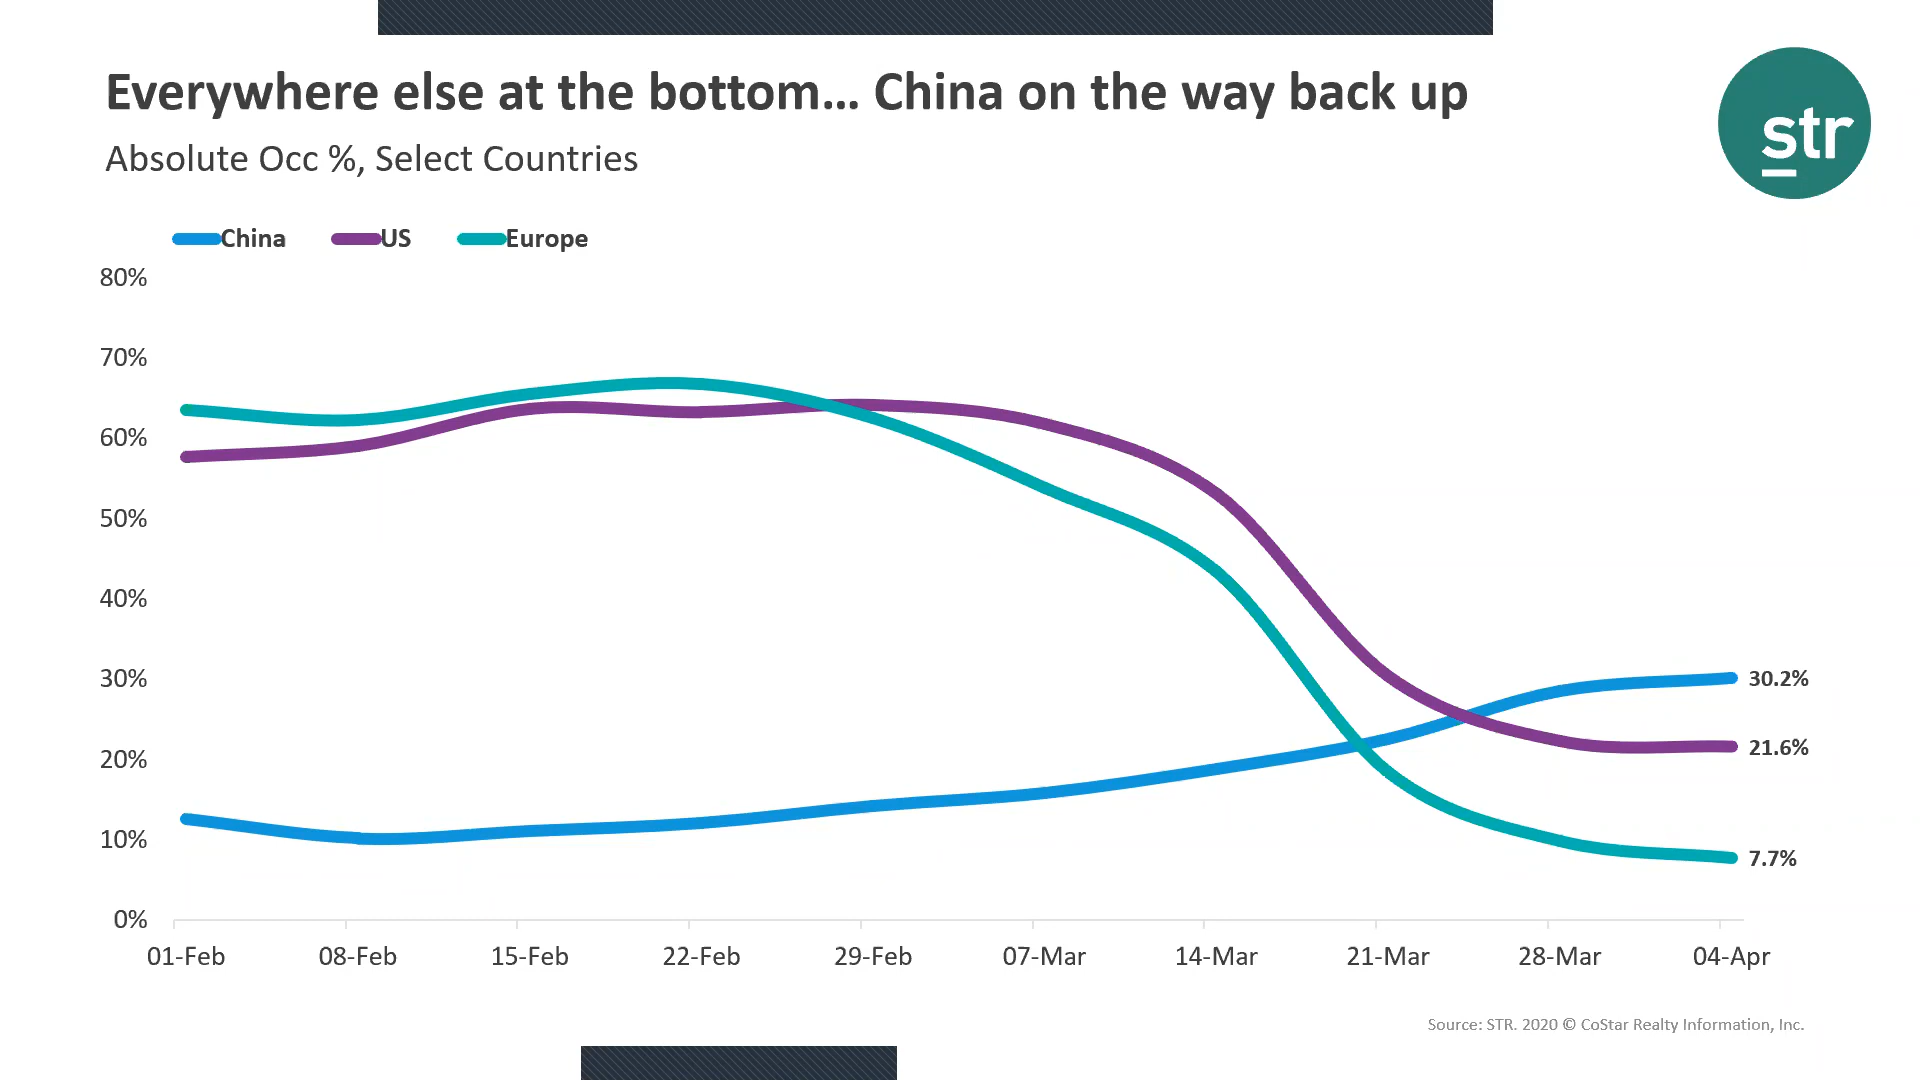 Everywhere else at the bottom... China on the way back up
str
Absolute Occ %, Select Countries
China US Europe
80%
70%
60%
50%
40%
30%
20%
10%
0%
30.2%
21.6%
7.7%
01-Feb 08-Feb 15-Feb 22-Feb 29-Feb 07-Mar 14-Mar 21-Mar 28-Mar 04-Apr
Source: STR. 2020 © CoStar Realty Information, Inc.